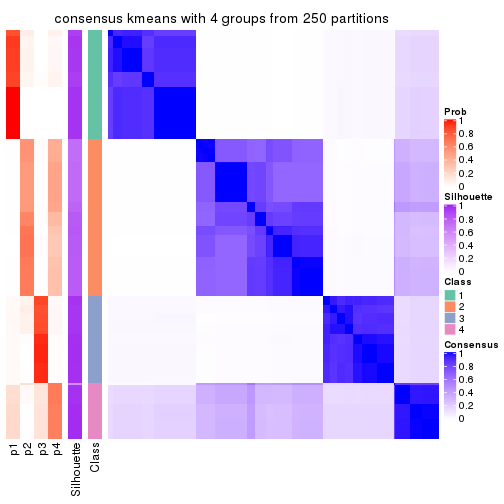 consensus kmeans with 4 groups from 250 partitions
Prob
1
0.8
0.6
0.4
0.2
0
Silhouette
1
0.8
0.6
0.4
0.2
0
Class
1
2
3
4
Consensus
1
0.8
0.6
0.4
0.2
0
p1
p2
p3
p4
Silhouette
Class